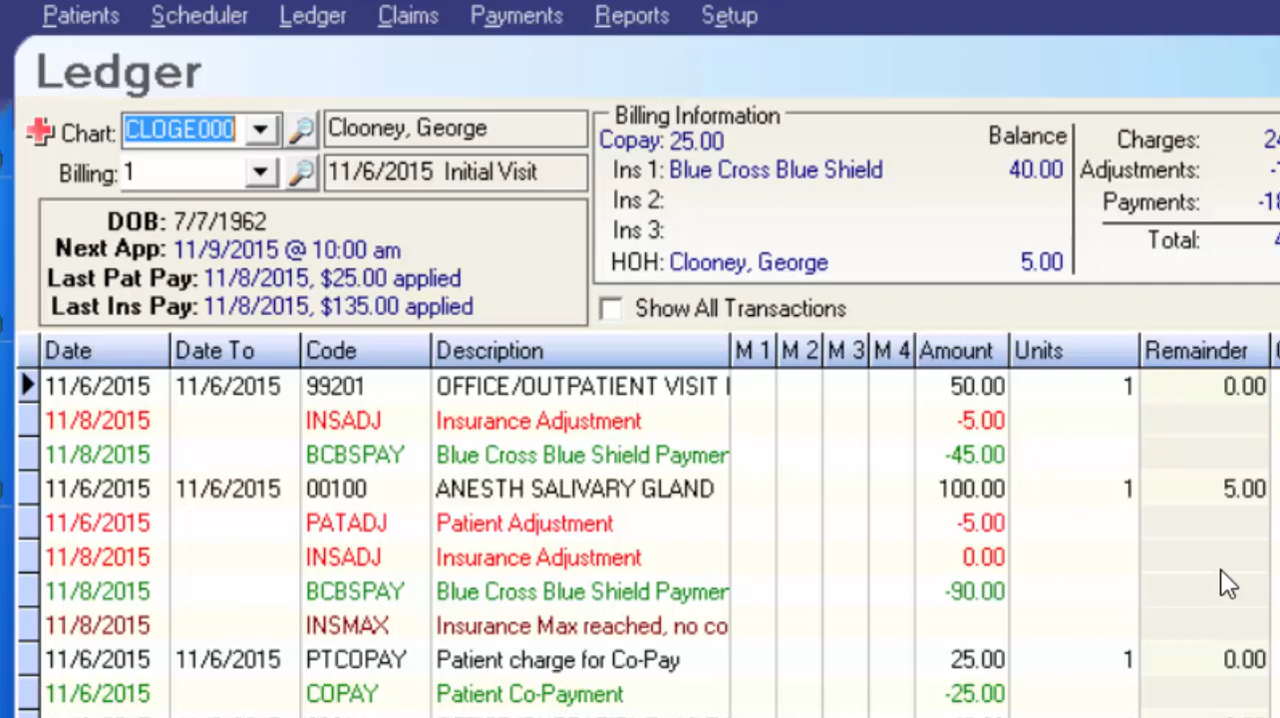 Patients Scheduler Ledger Claims Payments Reports Setup
Ledger
Chart: CLOGE000 Clooney, George
Billing: 1 11/6/2015 Initial Visit
DOB: 7/7/1962
Next App: 11/9/2015 @ 10:00 am
Last Pat Pay: 11/8/2015, $25.00 applied
Last Ins Pay: 11/8/2015, $135.00 applied
Billing Information
Copay: 25.00 Balance
Ins 1: Blue Cross Blue Shield 40.00
Ins 2:
Ins 3:
HOH: Clooney, George 5.00
Charges:
Adjustments:
Payments:
Total:
Show All Transactions
Date Date To Code Description M 1 M 2 M 3 M 4 Amount Units Remainder
11/6/2015 11/6/2015 99201 OFFICE/OUTPATIENT VISIT 50.00 1 0.00
11/8/2015 INSADJ Insurance Adjustment -5.00
11/8/2015 BCBSPAY Blue Cross Blue Shield Paymer -45.00
11/6/2015 11/6/2015 00100 ANESTH SALIVARY GLAND 100.00 1 5.00
11/6/2015 PATADJ Patient Adjustment -5.00
11/8/2015 INSADJ Insurance Adjustment 0.00
11/8/2015 BCBSPAY Blue Cross Blue Shield Paymer -90.00
11/8/2015 INSMAX Insurance Max reached, no co
11/6/2015 11/6/2015 PTCOPAY Patient charge for Co-Pay 25.00 1 0.00
11/6/2015 COPAY Patient Co-Payment -25.00